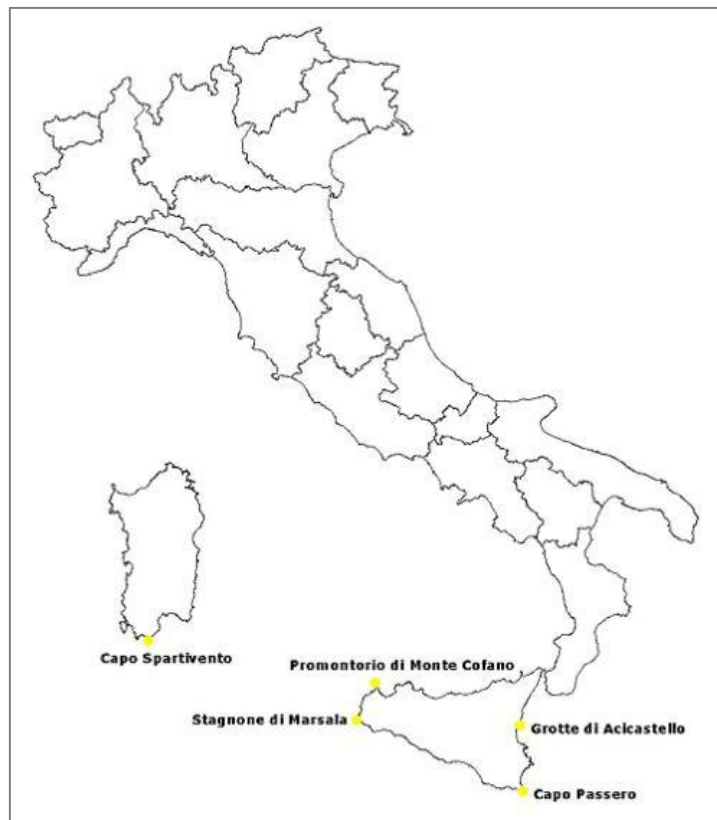 Capo Spartivento
Promontorio di Monte Cofano
Stagnone di Marsala
Grotte di Acicastello
Capo Passero